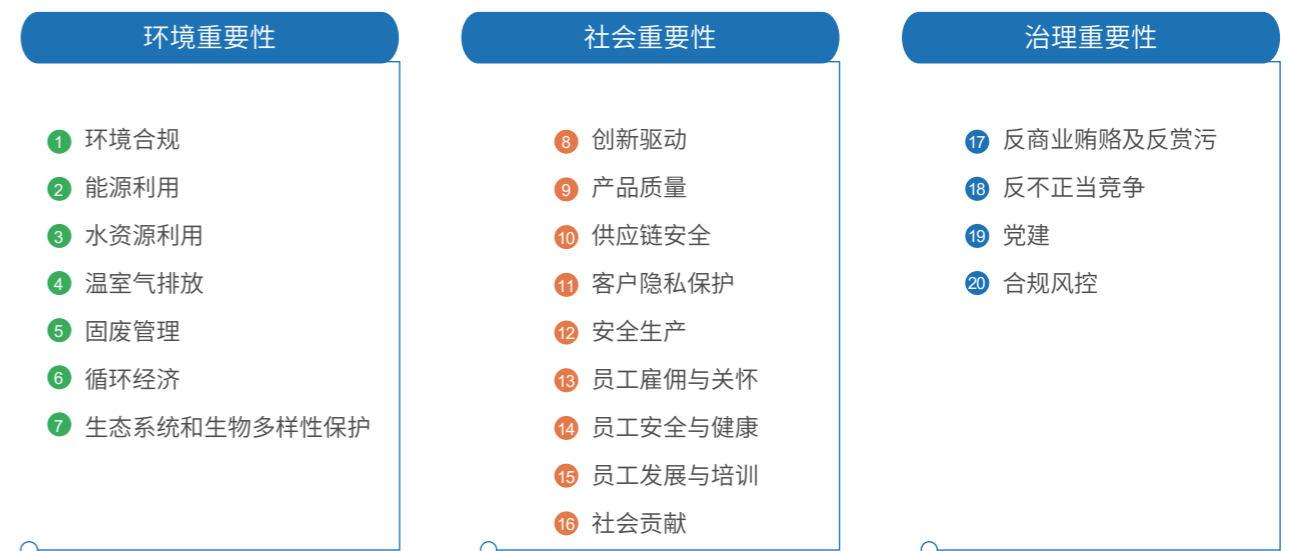 环境重要性
1 环境合规
2 能源利用
3 水资源利用
4 温室气排放
5 固废管理
6 循环经济
7 生态系统和生物多样性保护
社会重要性
8 创新驱动
9 产品质量
10 供应链安全
11 客户隐私保护
12 安全生产
13 员工雇佣与关怀
14 员工安全与健康
15 员工发展与培训
16 社会贡献
治理重要性
17 反商业贿赂及反赏污
18 反不正当竞争
19 党建
20 合规风控